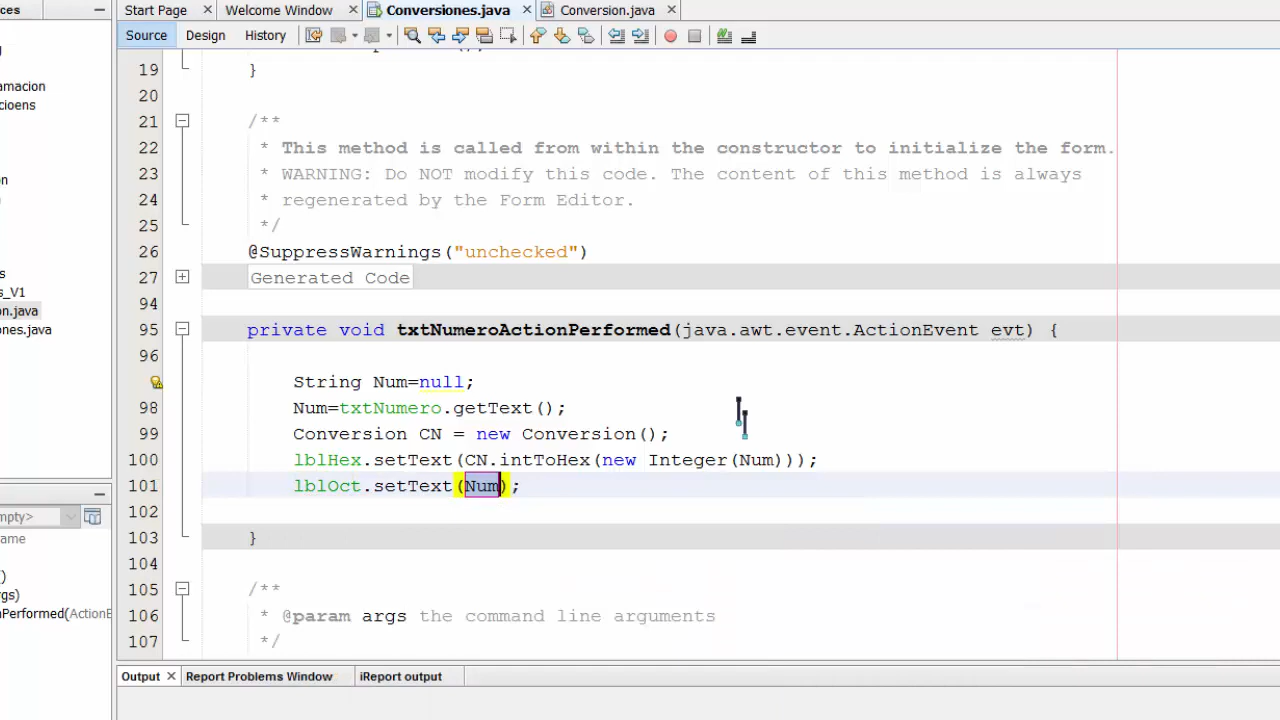 ces
Start Page
Welcome Window
Conversiones.java
Conversion.java
Source
Design
History
amacion
cioens
on
s
s_V1
on.java
ones.java
19 }
20
21 /**
22 * This method is called from within the constructor to initialize the form.
23 * WARNING: Do NOT modify this code. The content of this method is always
24 * regenerated by the Form Editor.
25 */
26 @SuppressWarnings("unchecked")
27 Generated Code
94
95 private void txtNumeroActionPerformed(java.awt.event.ActionEvent evt) {
96
String Num=null;
98 Num=txtNumero.getText();
99 Conversion CN = new Conversion();
100 lblHex.setText(CN.intToHex(new Integer(Num)));
101 lblOct.setText(Num);
102
103 }
104
105 /**
106 * @param args the command line arguments
107 */
mpty>
ame
)
gs)
nPerformed(ActionE
Output
Report Problems Window
iReport output